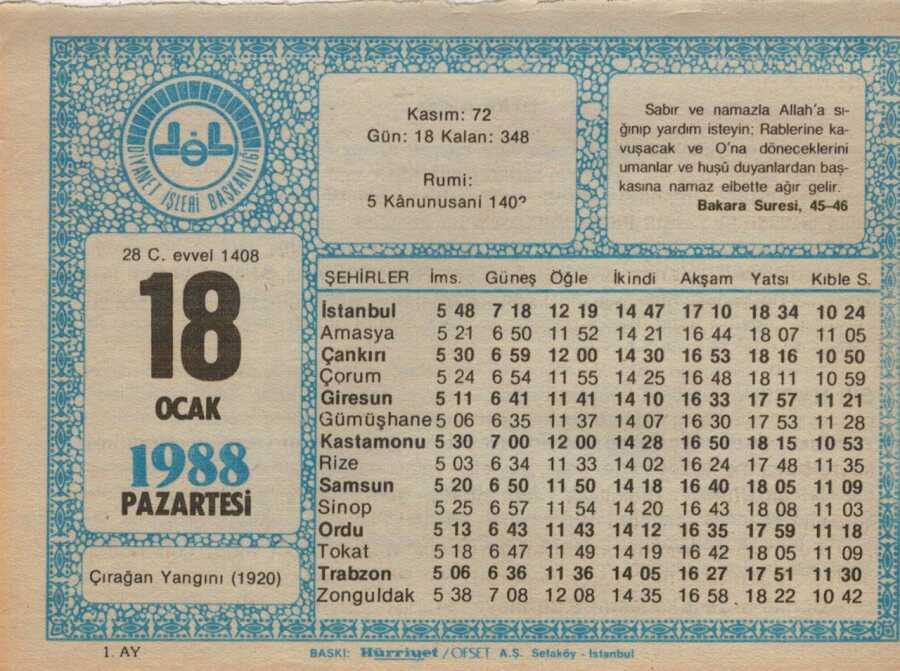 DİYANET İŞLERİ BAŞKANLIĞI
Kasım: 72
Gün: 18 Kalan: 348
Rumi:
5 Kânunusani 140?
Sabır ve namazla Allah'a sı-
ğınıp yardım isteyin; Rablerine ka-
vuşacak ve O'na döneceklerini
umanlar ve huşû duyanlardan baş-
kasına namaz elbette ağır gelir.
Bakara Suresi, 45-46
28 C. evvel 1408
18
OCAK
1988
PAZARTESİ
Çırağan Yangını (1920)
ŞEHİRLER İms. Güneş Öğle İkindi Akşam Yatsı Kıble S.
İstanbul 5 48 7 18 12 19 14 47 17 10 18 34 10 24
Amasya 5 21 6 50 11 52 14 21 16 44 18 07 11 05
Çankırı 5 30 6 59 12 00 14 30 16 53 18 16 10 50
Çorum 5 24 6 54 11 55 14 25 16 48 18 11 10 59
Giresun 5 11 6 41 11 41 14 10 16 33 17 57 11 21
Gümüşhane 5 06 6 35 11 37 14 07 16 30 17 53 11 28
Kastamonu 5 30 7 00 12 00 14 28 16 50 18 15 10 53
Rize 5 03 6 34 11 33 14 02 16 24 17 48 11 35
Samsun 5 20 6 50 11 50 14 18 16 40 18 05 11 09
Sinop 5 25 6 57 11 54 14 20 16 43 18 08 11 03
Ordu 5 13 6 43 11 43 14 12 16 35 17 59 11 18
Tokat 5 18 6 47 11 49 14 19 16 42 18 05 11 09
Trabzon 5 06 6 36 11 36 14 05 16 27 17 51 11 30
Zonguldak 5 38 7 08 12 08 14 35 16 58 18 22 10 42
1. AY
BASKI: Hürriyet / OFSET A.Ş. Sefaköy - Istanbul